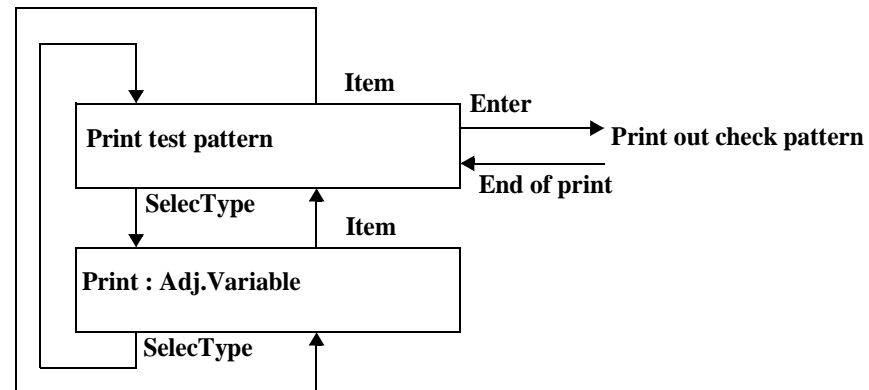 Item
Enter
Print test pattern
Print out check pattern
End of print
SelecType
Item
Print : Adj.Variable
SelecType